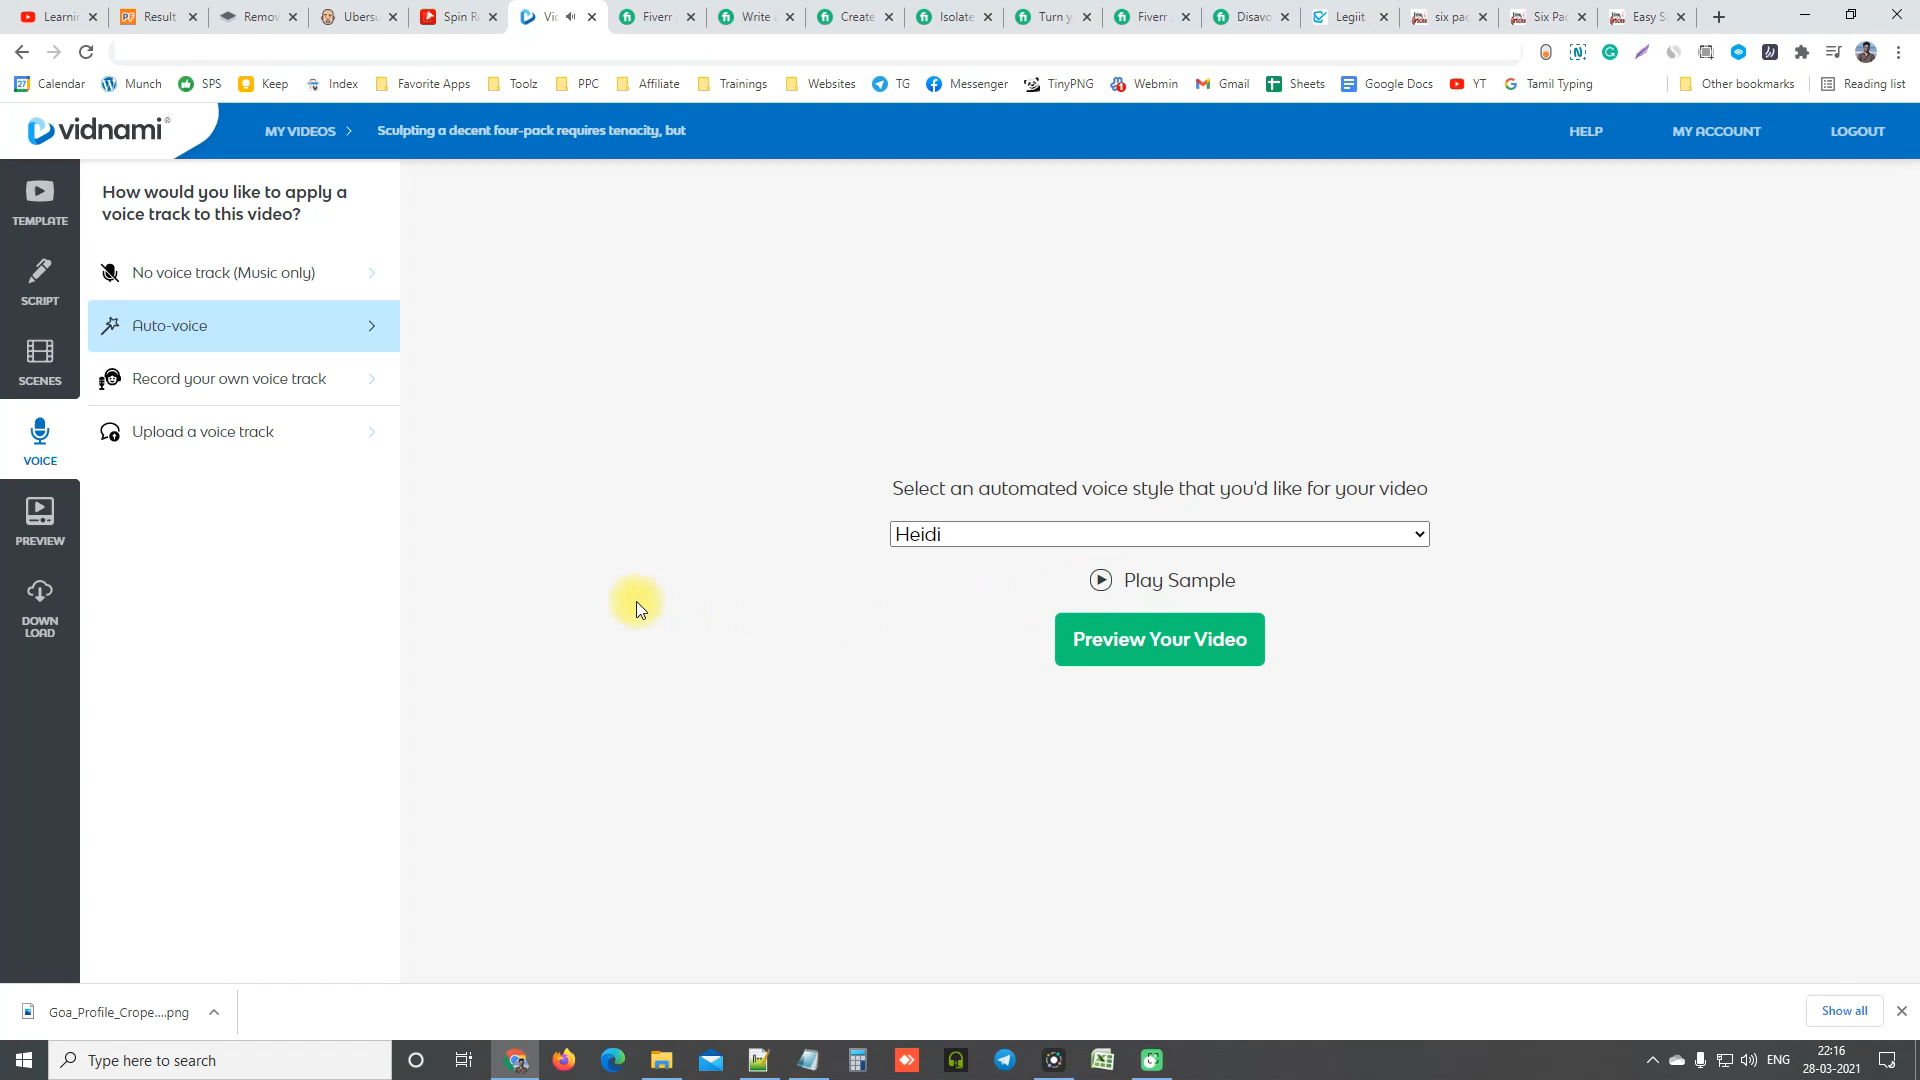 Learnin
Result
Remov
Ubersu
Spin R
Vic
Fiverr
Write a
Create
Isolate
Turn y
Fiverr
Disavo
Legiit
six pac
Six Pac
Easy S
Calendar
Munch
SPS
Keep
Index
Favorite Apps
Toolz
PPC
Affiliate
Trainings
Websites
TG
Messenger
TinyPNG
Webmin
Gmail
Sheets
Google Docs
YT
Tamil Typing
Other bookmarks
Reading list
vidnami®
MY VIDEOS >
Sculpting a decent four-pack requires tenacity, but
HELP
MY ACCOUNT
LOGOUT
TEMPLATE
SCRIPT
SCENES
VOICE
PREVIEW
DOWN
LOAD
How would you like to apply a
voice track to this video?
No voice track (Music only)
Auto-voice
Record your own voice track
Upload a voice track
Select an automated voice style that you'd like for your video
Heidi
Play Sample
Preview Your Video
Goa_Profile_Crope....png
Show all
Type here to search
ENG
22:16
28-03-2021